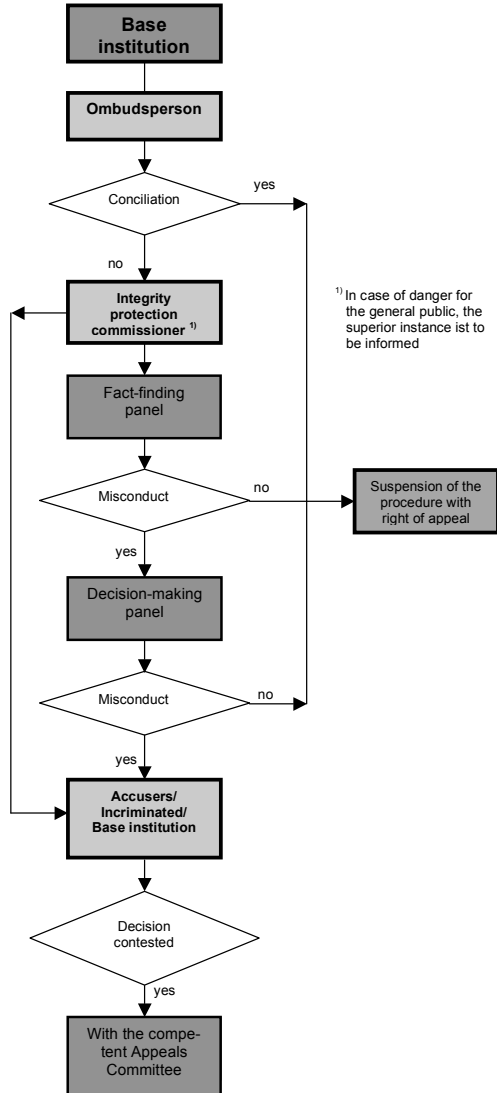 Base
institution
Ombudsperson
Conciliation
yes
no
Integrity
protection
commissioner 1)
1) In case of danger for
the general public, the
superior instance ist to
be informed
Fact-finding
panel
Misconduct
no
Suspension of the
procedure with
right of appeal
yes
Decision-making
panel
Misconduct
no
yes
Accusers/
Incriminated/
Base institution
Decision
contested
yes
With the compe-
tent Appeals
Committee